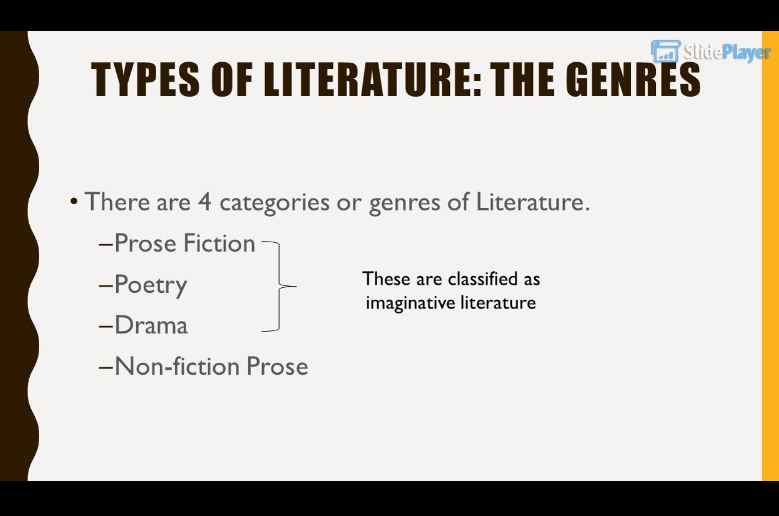 SlidePlayer
TYPES OF LITERATURE: THE GENRES
• There are 4 categories or genres of Literature.
–Prose Fiction
–Poetry
–Drama
These are classified as
imaginative literature
–Non-fiction Prose